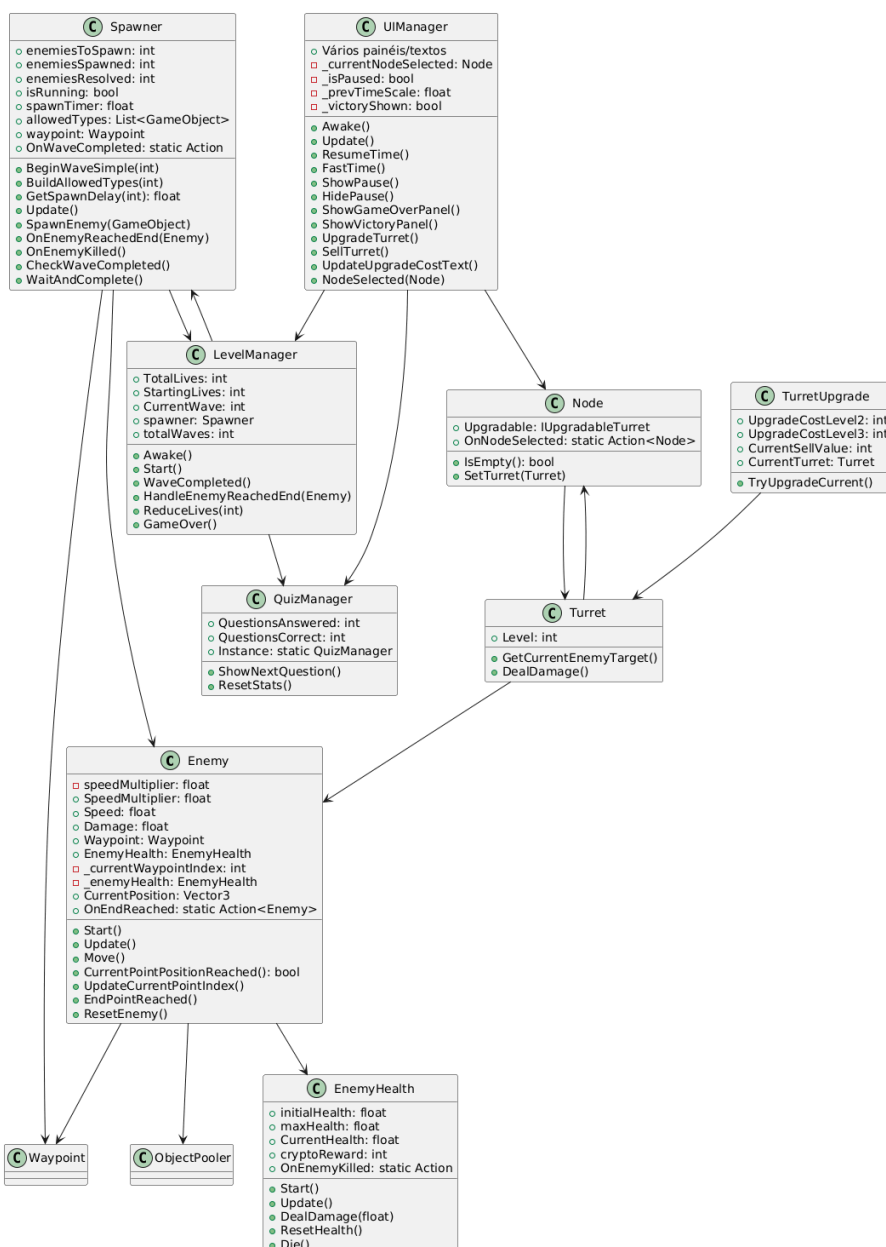 C Spawner
enemiesToSpawn: int
enemiesSpawned: int
enemiesResolved: int
isRunning: bool
spawnTimer: float
allowedTypes: List<GameObject>
waypoint: Waypoint
OnWaveCompleted: static Action
BeginWaveSimple(int)
BuildAllowedTypes(int)
GetSpawnDelay(int): float
Update()
SpawnEnemy(GameObject)
OnEnemyReachedEnd(Enemy)
OnEnemyKilled()
CheckWaveCompleted()
WaitAndComplete()
C UIManager
Vários painéis/textos
_currentNodeSelected: Node
_isPaused: bool
_prevTimeScale: float
_victoryShown: bool
Awake()
Update()
ResumeTime()
FastTime()
ShowPause()
HidePause()
ShowGameOverPanel()
ShowVictoryPanel()
UpgradeTurret()
SellTurret()
UpdateUpgradeCostText()
NodeSelected(Node)
C LevelManager
TotalLives: int
StartingLives: int
CurrentWave: int
spawner: Spawner
totalWaves: int
Awake()
Start()
WaveCompleted()
HandleEnemyReachedEnd(Enemy)
ReduceLives(int)
GameOver()
C Node
Upgradable: IUpgradableTurret
OnNodeSelected: static Action<Node>
IsEmpty(): bool
SetTurret(Turret)
C TurretUpgrade
UpgradeCostLevel2: int
UpgradeCostLevel3: int
CurrentSellValue: int
CurrentTurret: Turret
TryUpgradeCurrent()
C QuizManager
QuestionsAnswered: int
QuestionsCorrect: int
Instance: static QuizManager
ShowNextQuestion()
ResetStats()
C Turret
Level: int
GetCurrentEnemyTarget()
DealDamage()
C Enemy
speedMultiplier: float
SpeedMultiplier: float
Speed: float
Damage: float
Waypoint: Waypoint
EnemyHealth: EnemyHealth
_currentWaypointIndex: int
_enemyHealth: EnemyHealth
CurrentPosition: Vector3
OnEndReached: static Action<Enemy>
Start()
Update()
Move()
CurrentPointPositionReached(): bool
UpdateCurrentPointIndex()
EndPointReached()
ResetEnemy()
C Waypoint
C ObjectPooler
C EnemyHealth
initialHealth: float
maxHealth: float
CurrentHealth: float
cryptoReward: int
OnEnemyKilled: static Action
Start()
Update()
DealDamage(float)
ResetHealth()
Die()